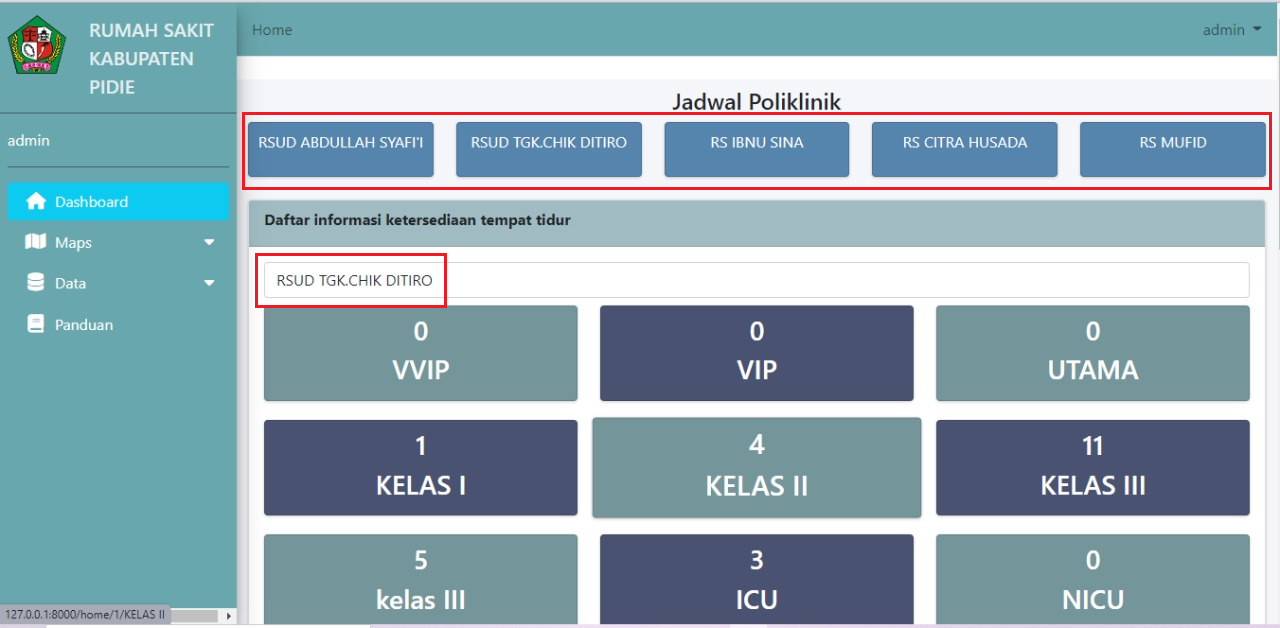 RUMAH SAKIT
KABUPATEN
PIDIE
Home
admin
admin
Dashboard
Maps
Data
Panduan
Jadwal Poliklinik
RSUD ABDULLAH SYAFI'I
RSUD TGK.CHIK DITIRO
RS IBNU SINA
RS CITRA HUSADA
RS MUFID
Daftar informasi ketersediaan tempat tidur
RSUD TGK.CHIK DITIRO
0
VVIP
0
VIP
0
UTAMA
1
KELAS I
4
KELAS II
11
KELAS III
5
kelas III
3
ICU
0
NICU
127.0.0.1:8000/home/1/KELAS II